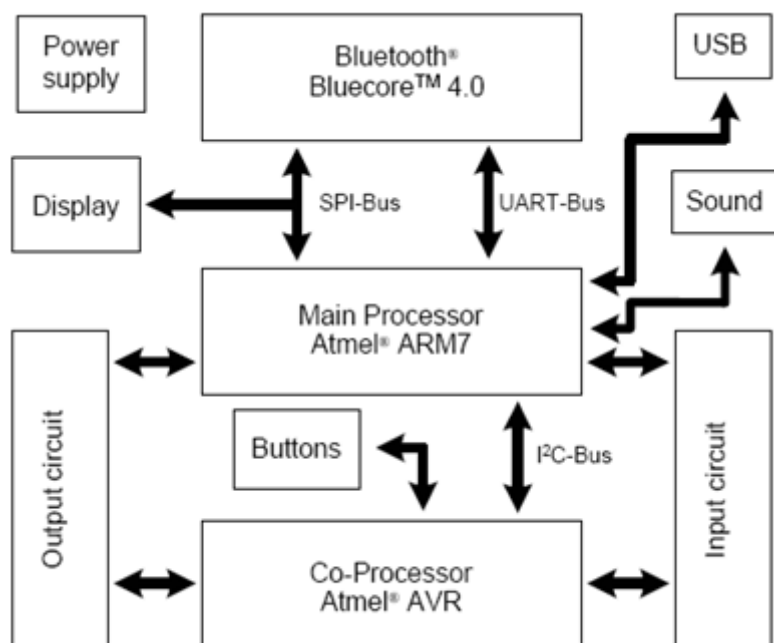 Power
supply
Bluetooth®
Bluecore™ 4.0
USB
Display
SPI-Bus
UART-Bus
Sound
Main Processor
Atmel® ARM7
Output circuit
Buttons
I²C-Bus
Input circuit
Co-Processor
Atmel® AVR